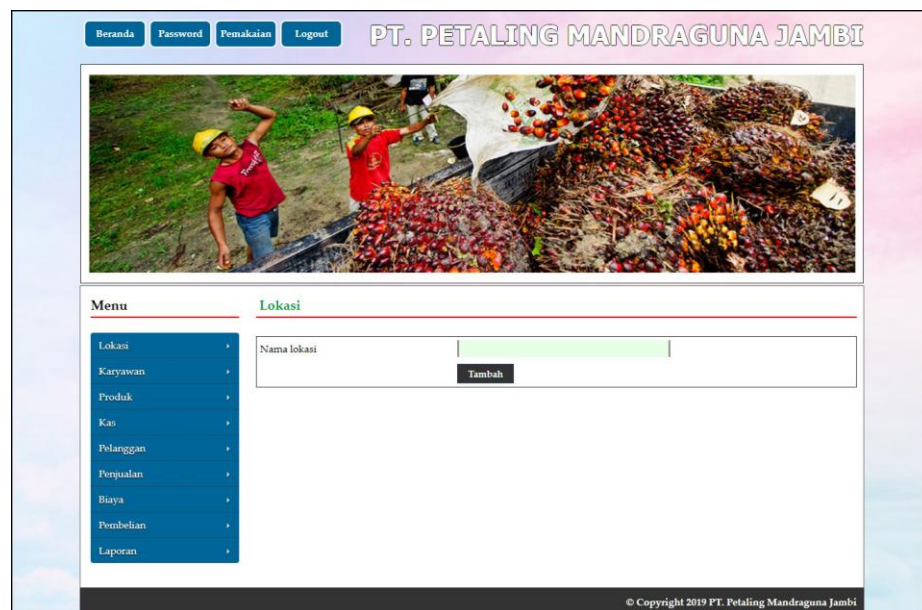 Beranda Password Pemakaian Logout PT. PETALING MANDRAGUNA JAMBI
Menu
Lokasi
Karyawan
Produk
Kas
Pelanggan
Penjualan
Biaya
Pembelian
Laporan
Lokasi
Nama lokasi
Tambah
© Copyright 2019 PT. Petaling Mandraguna Jambi